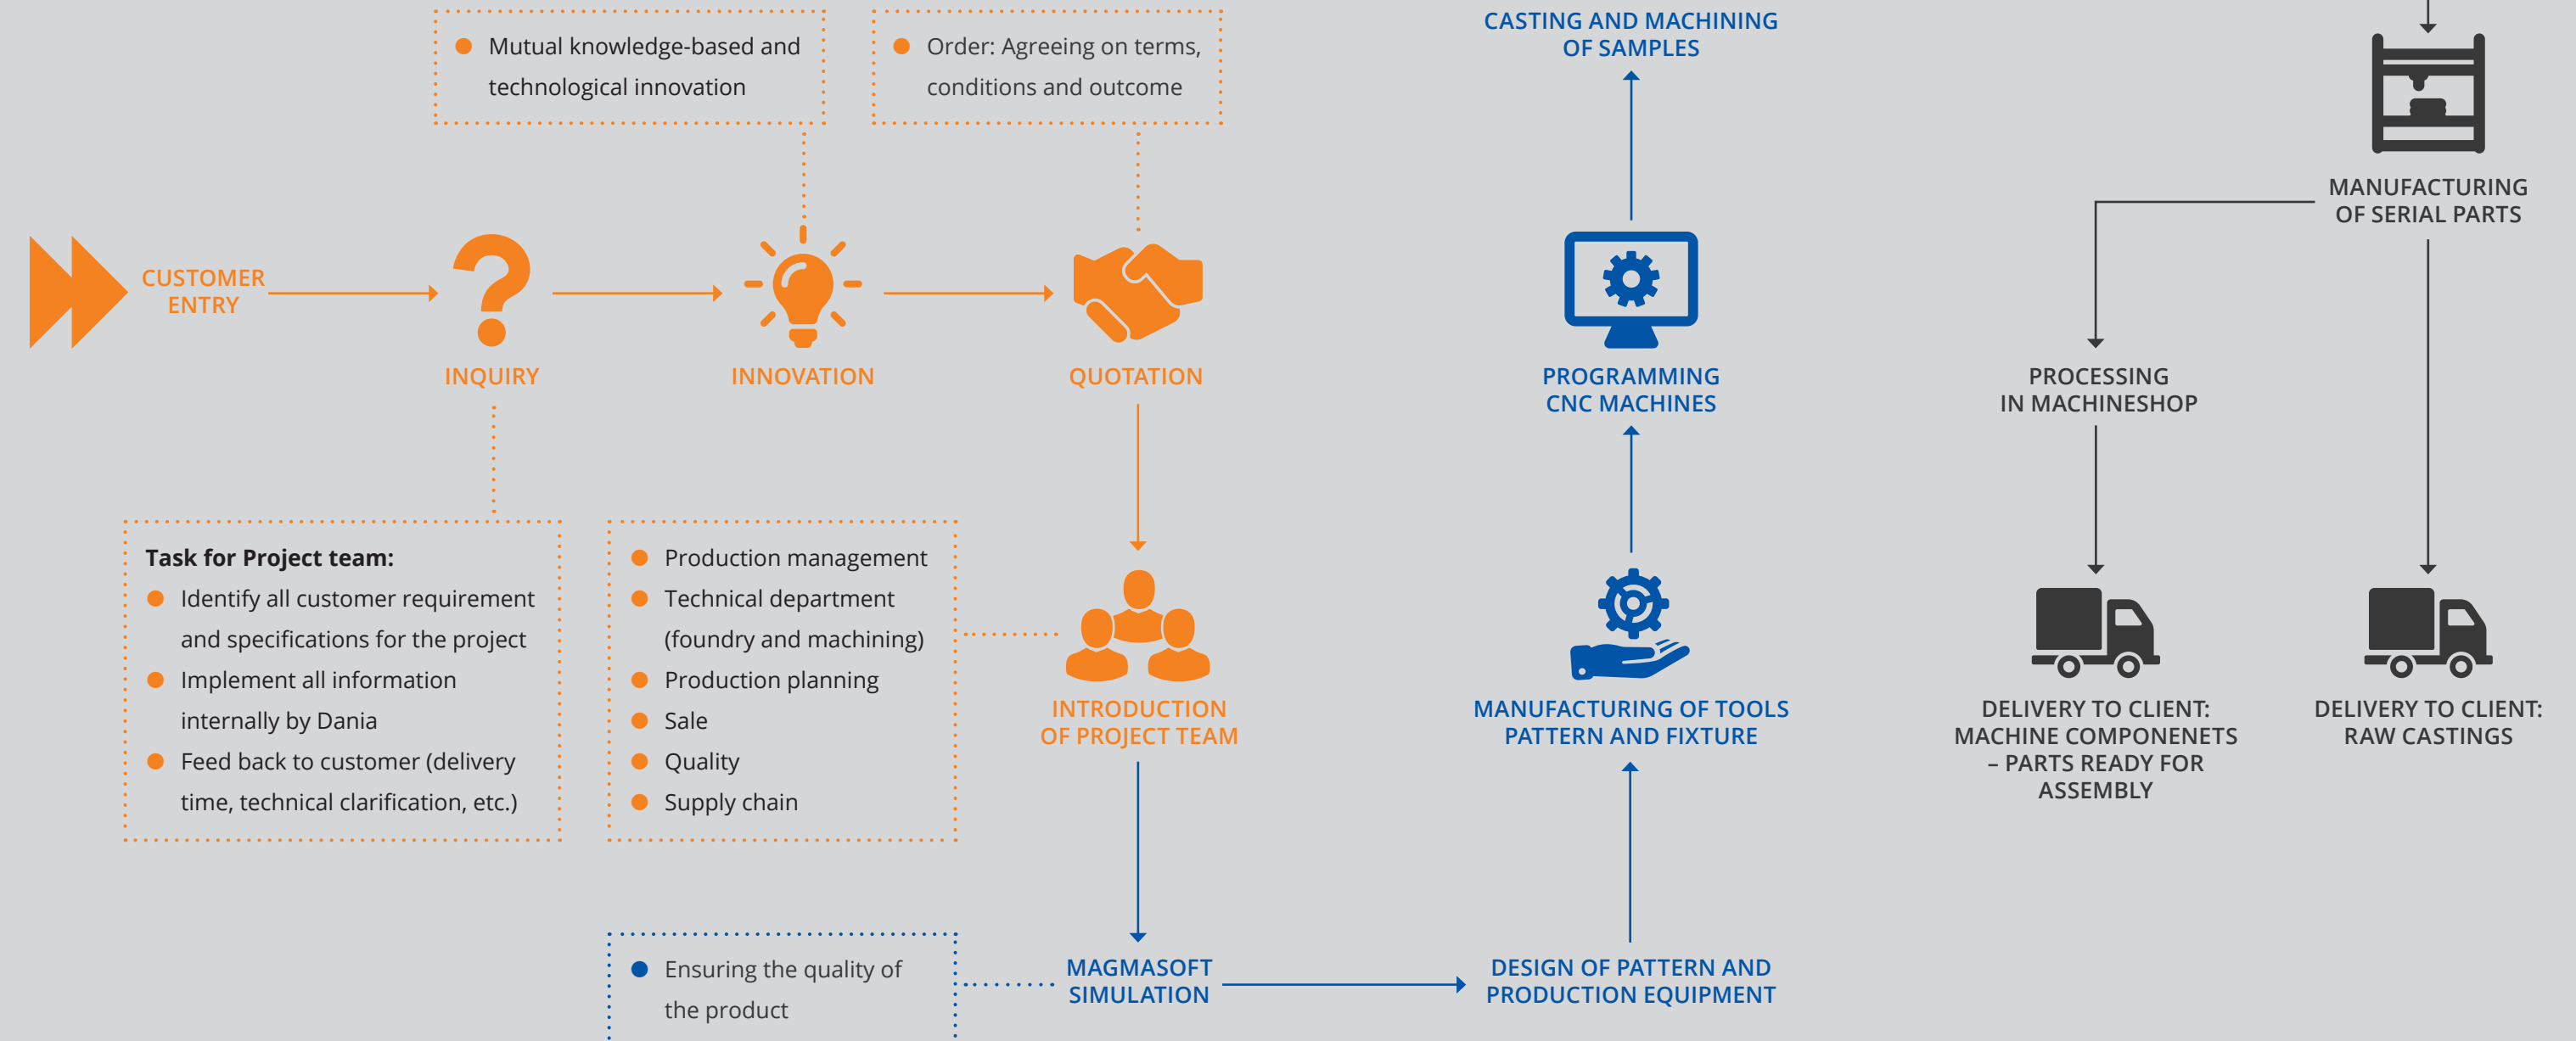 Mutual knowledge-based and
technological innovation
Order: Agreeing on terms,
conditions and outcome
CASTING AND MACHINING
OF SAMPLES
MANUFACTURING
OF SERIAL PARTS
CUSTOMER
ENTRY
INQUIRY
INNOVATION
QUOTATION
PROGRAMMING
CNC MACHINES
PROCESSING
IN MACHINESHOP
Task for Project team:
Identify all customer requirement
and specifications for the project
Implement all information
internally by Dania
Feed back to customer (delivery
time, technical clarification, etc.)
Production management
Technical department
(foundry and machining)
Production planning
Sale
Quality
Supply chain
INTRODUCTION
OF PROJECT TEAM
MANUFACTURING OF TOOLS
PATTERN AND FIXTURE
DELIVERY TO CLIENT:
MACHINE COMPONENETS
– PARTS READY FOR
ASSEMBLY
DELIVERY TO CLIENT:
RAW CASTINGS
Ensuring the quality of
the product
MAGMASOFT
SIMULATION
DESIGN OF PATTERN AND
PRODUCTION EQUIPMENT